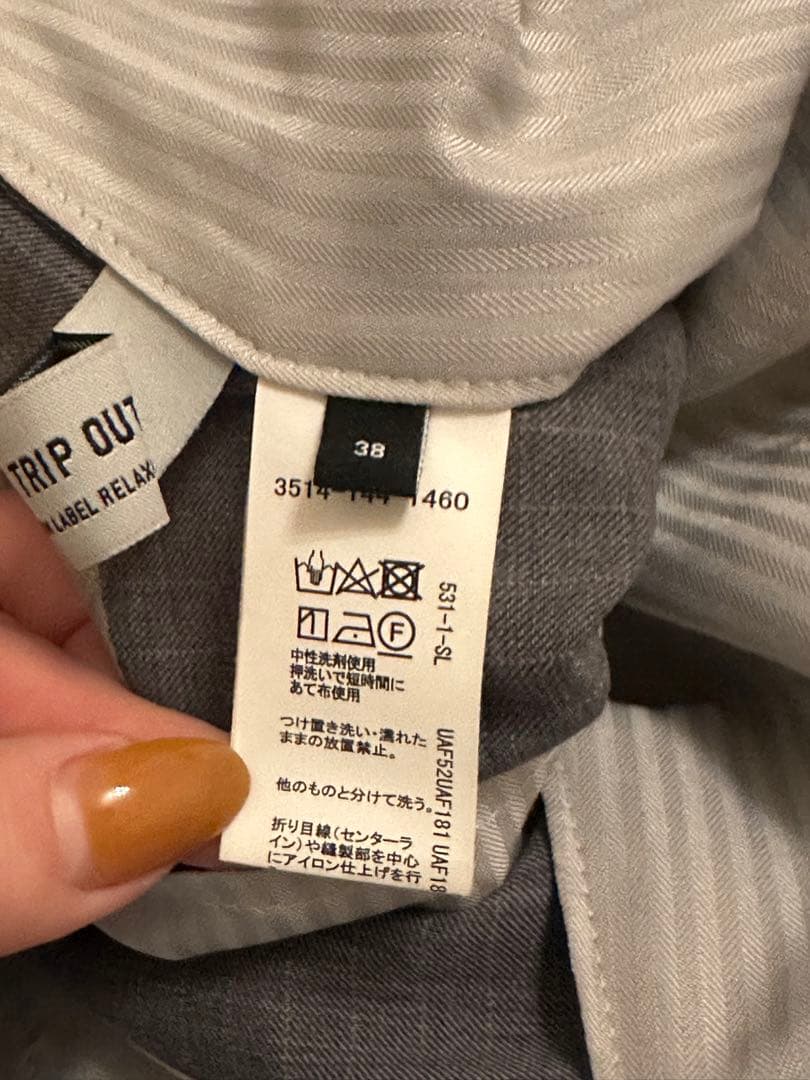 TRIP OUT
LABEL RELAX
38
3514-144-1460
F
531-1-SL
中性洗剤使用
押洗いで短時間に
あて布使用
つけ置き洗い・濡れた
ままの放置禁止。
他のものと分けて洗う。
折り目線(センターラ
イン)や縫製部を中心
にアイロン仕上げを行
UAF52UAF181 UAF18